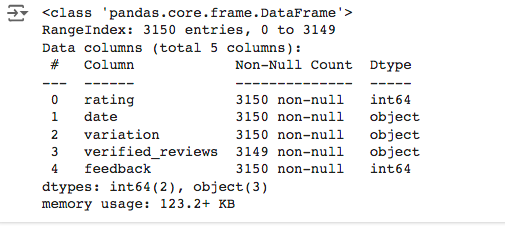 <class 'pandas.core.frame.DataFrame'>
RangeIndex: 3150 entries, 0 to 3149
Data columns (total 5 columns):
 #   Column            Non-Null Count  Dtype
---  ------            --------------  -----
 0   rating            3150 non-null   int64
 1   date              3150 non-null   object
 2   variation         3150 non-null   object
 3   verified_reviews  3149 non-null   object
 4   feedback          3150 non-null   int64
dtypes: int64(2), object(3)
memory usage: 123.2+ KB